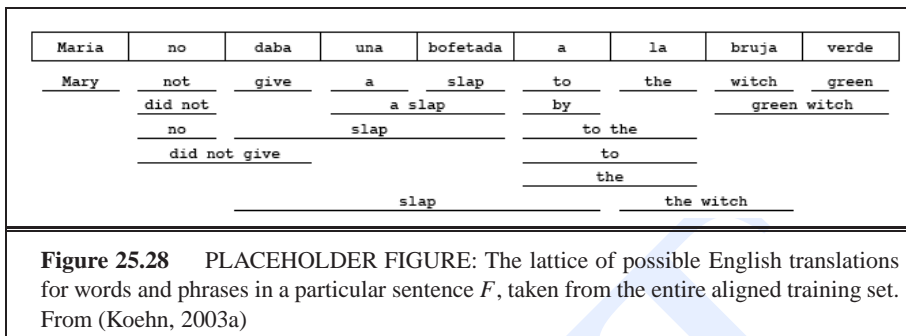 Maria no daba una bofetada a la bruja verde
Mary not give a slap to the witch green
did not a slap by green witch
no slap to the
did not give to
the
slap the witch
Figure 25.28 PLACEHOLDER FIGURE: The lattice of possible English translations
for words and phrases in a particular sentence F, taken from the entire aligned training set.
From (Koehn, 2003a)